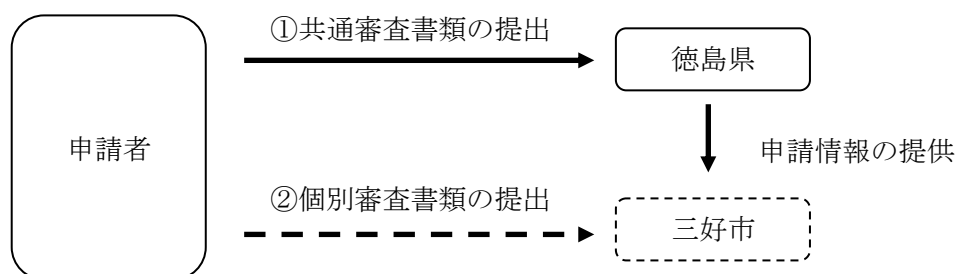 ①共通審査書類の提出
徳島県
申請者
申請情報の提供
②個別審査書類の提出
三好市